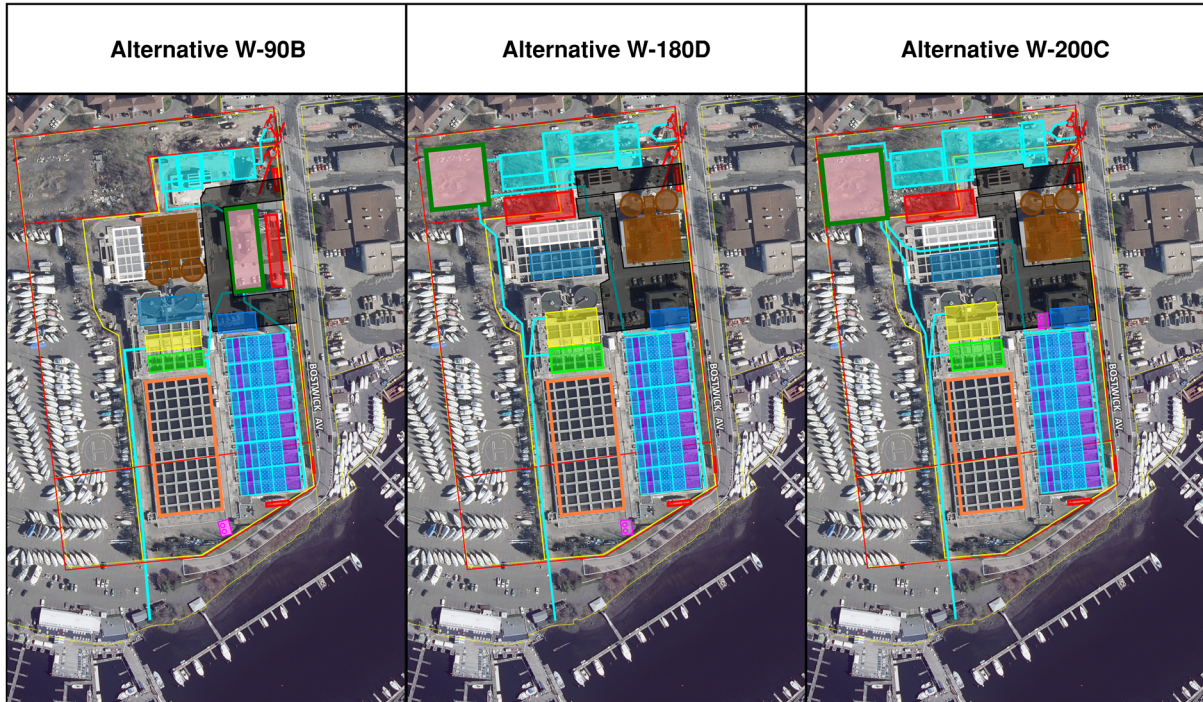 Alternative W-90B
Alternative W-180D
Alternative W-200C
BOSTWICK AV
BOSTWICK AV
BOSTWICK AV
H
H
H